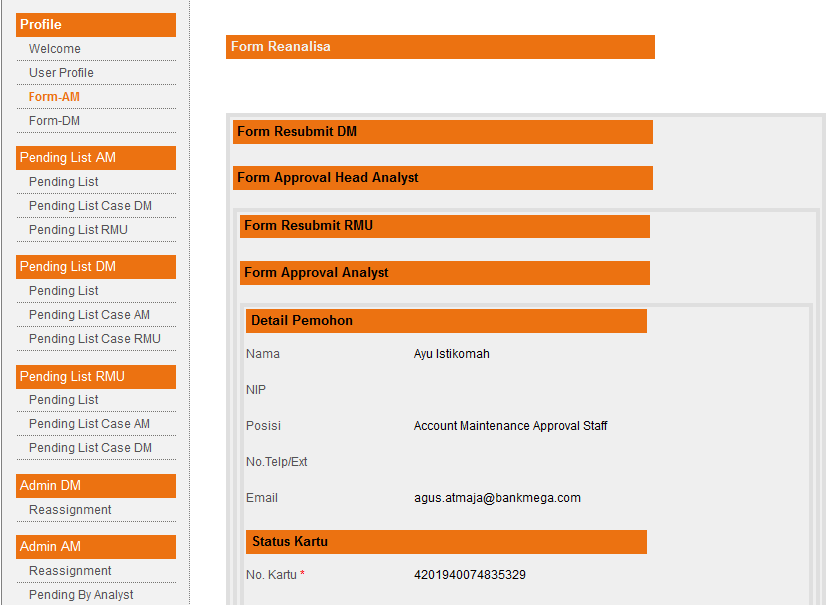 Profile
Welcome
User Profile
Form-AM
Form-DM
Pending List AM
Pending List
Pending List Case DM
Pending List RMU
Pending List DM
Pending List
Pending List Case AM
Pending List Case RMU
Pending List RMU
Pending List
Pending List Case AM
Pending List Case DM
Admin DM
Reassignment
Admin AM
Reassignment
Pending By Analyst
Form Reanalisa
Form Resubmit DM
Form Approval Head Analyst
Form Resubmit RMU
Form Approval Analyst
Detail Pemohon
Nama Ayu Istikomah
NIP
Posisi Account Maintenance Approval Staff
No.Telp/Ext
Email agus.atmaja@bankmega.com
Status Kartu
No. Kartu * 4201940074835329